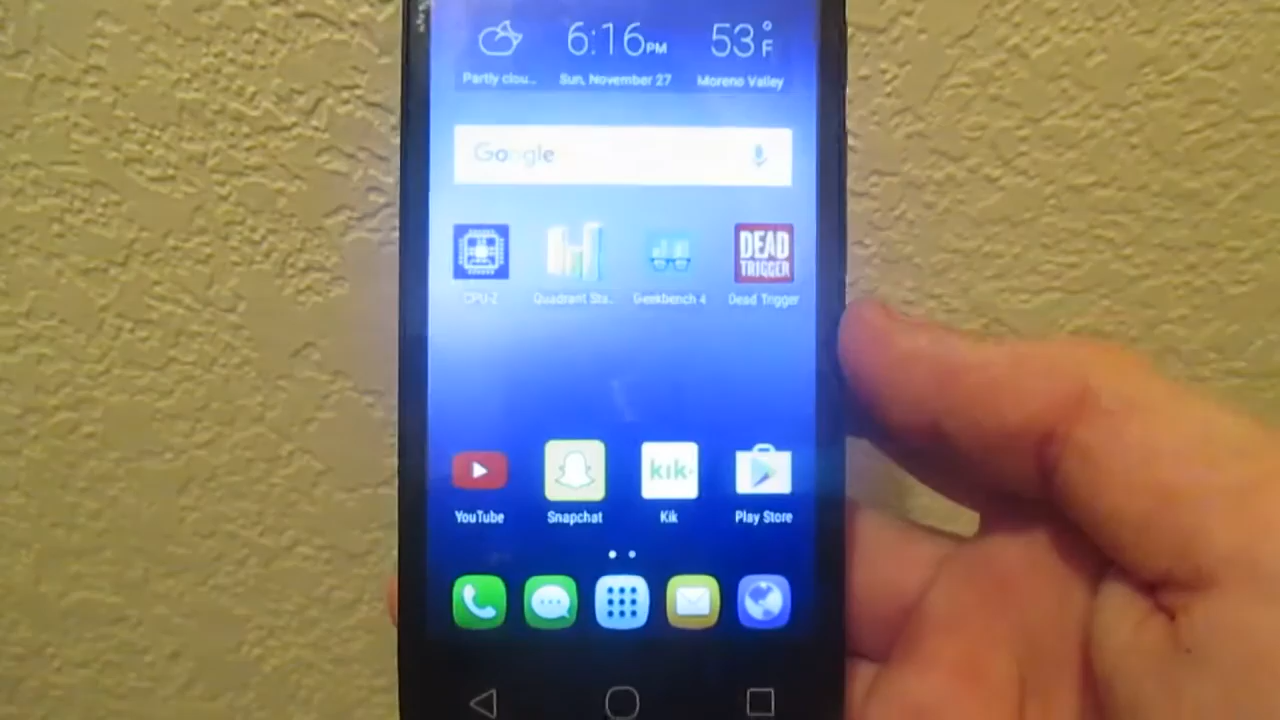 6:16PM 53°F
Partly clou... Sun, November 27 Moreno Valley
Google
DEAD
TRIGGER
CPU-Z Quadrant Sta... Geekbench 4 Dead Trigger
kik
YouTube Snapchat Kik Play Store